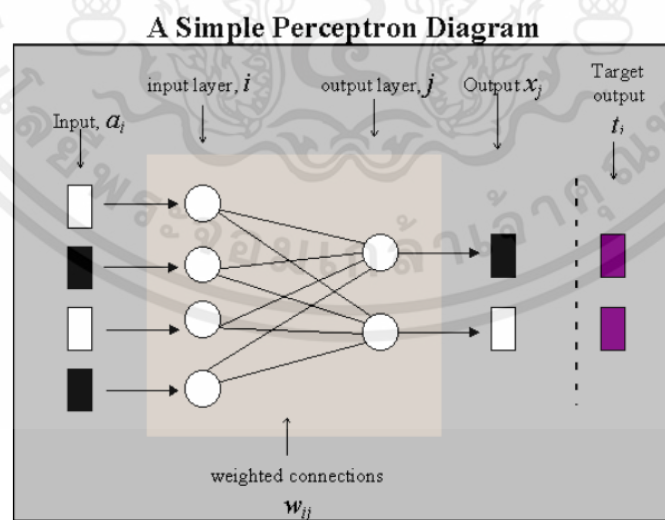 A Simple Perceptron Diagram
input layer, i
output layer, j
Output xj
Target
output
ti
Input, ai
weighted connections
wij